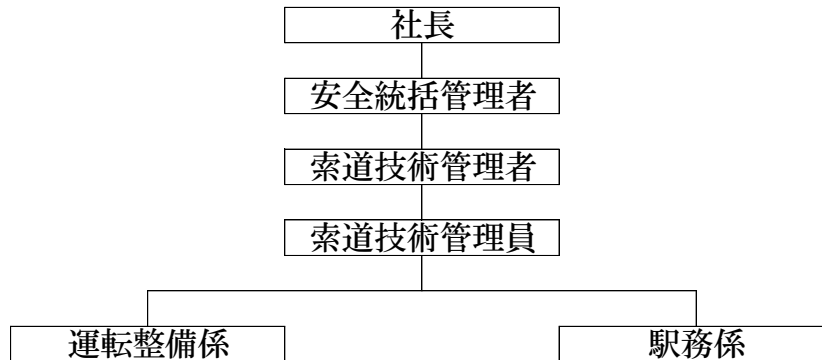 社長
安全統括管理者
索道技術管理者
索道技術管理員
運転整備係
駅務係